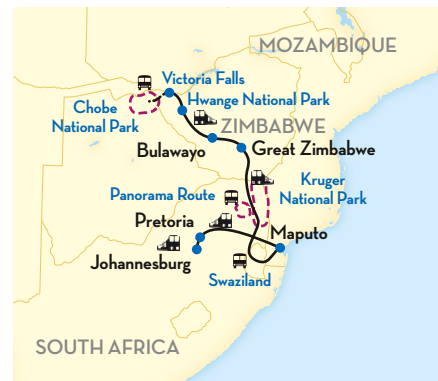 MOZAMBIQUE
Victoria Falls
Hwange National Park
Chobe
National Park
ZIMBABWE
Bulawayo
Great Zimbabwe
Kruger
National Park
Panorama Route
Pretoria
Maputo
Johannesburg
Swaziland
SOUTH AFRICA